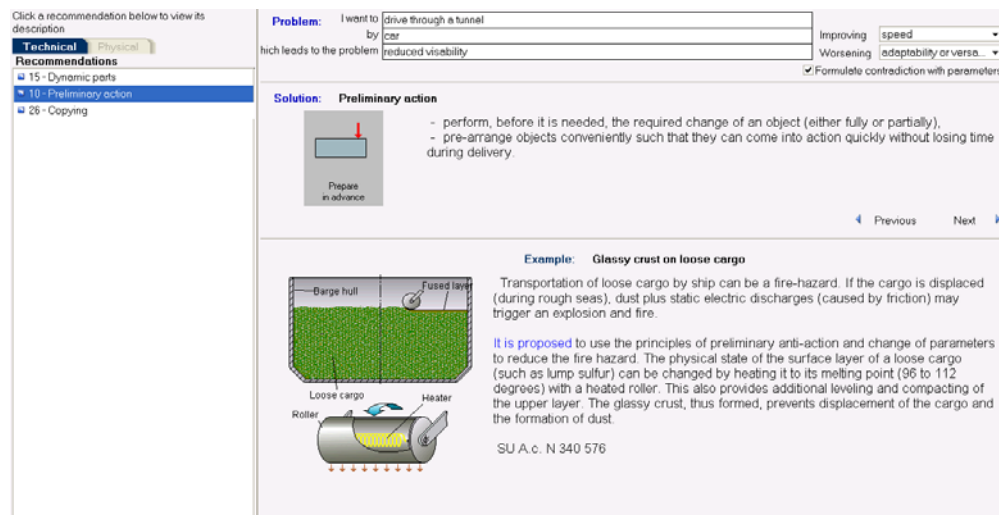 Click a recommendation below to view its
description
Technical Physical
Recommendations
15 - Dynamic parts
10 - Preliminary action
26 - Copying
Problem: I want to drive through a tunnel
by car
hich leads to the problem reduced visability
Improving speed
Worsening adaptability or versa...
Formulate contradiction with parameters
Solution: Preliminary action
Prepare
in advance
- perform, before it is needed, the required change of an object (either fully or partially),
- pre-arrange objects conveniently such that they can come into action quickly without losing time
during delivery.
Previous Next
Example: Glassy crust on loose cargo
Barge hull
Fused layer
Loose cargo
Heater
Roller
Transportation of loose cargo by ship can be a fire-hazard. If the cargo is displaced
(during rough seas), dust plus static electric discharges (caused by friction) may
trigger an explosion and fire.
It is proposed to use the principles of preliminary anti-action and change of parameters
to reduce the fire hazard. The physical state of the surface layer of a loose cargo
(such as lump sulfur) can be changed by heating it to its melting point (96 to 112
degrees) with a heated roller. This also provides additional leveling and compacting of
the upper layer. The glassy crust, thus formed, prevents displacement of the cargo and
the formation of dust.
SU A.c. N 340 576